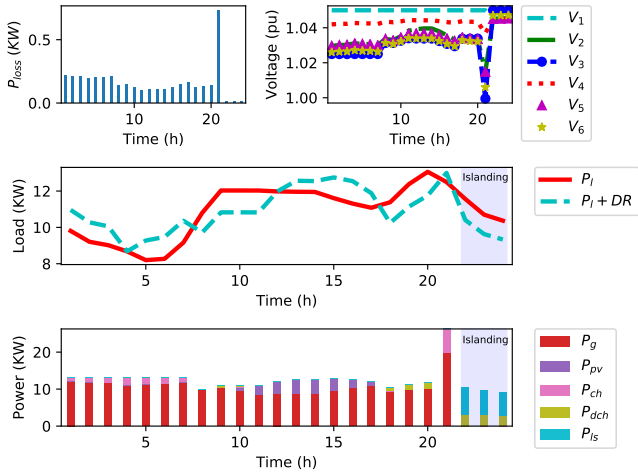 P_loss (KW)
0.5
0.0
10
20
Time (h)
Voltage (pu)
1.04
1.02
1.00
10
20
Time (h)
V_1
V_2
V_3
V_4
V_5
V_6
Load (KW)
12
10
8
5
10
15
20
Time (h)
Islanding
P_l
P_l + DR
Power (KW)
20
10
0
5
10
15
20
Time (h)
Islanding
P_g
P_pv
P_ch
P_dch
P_ls